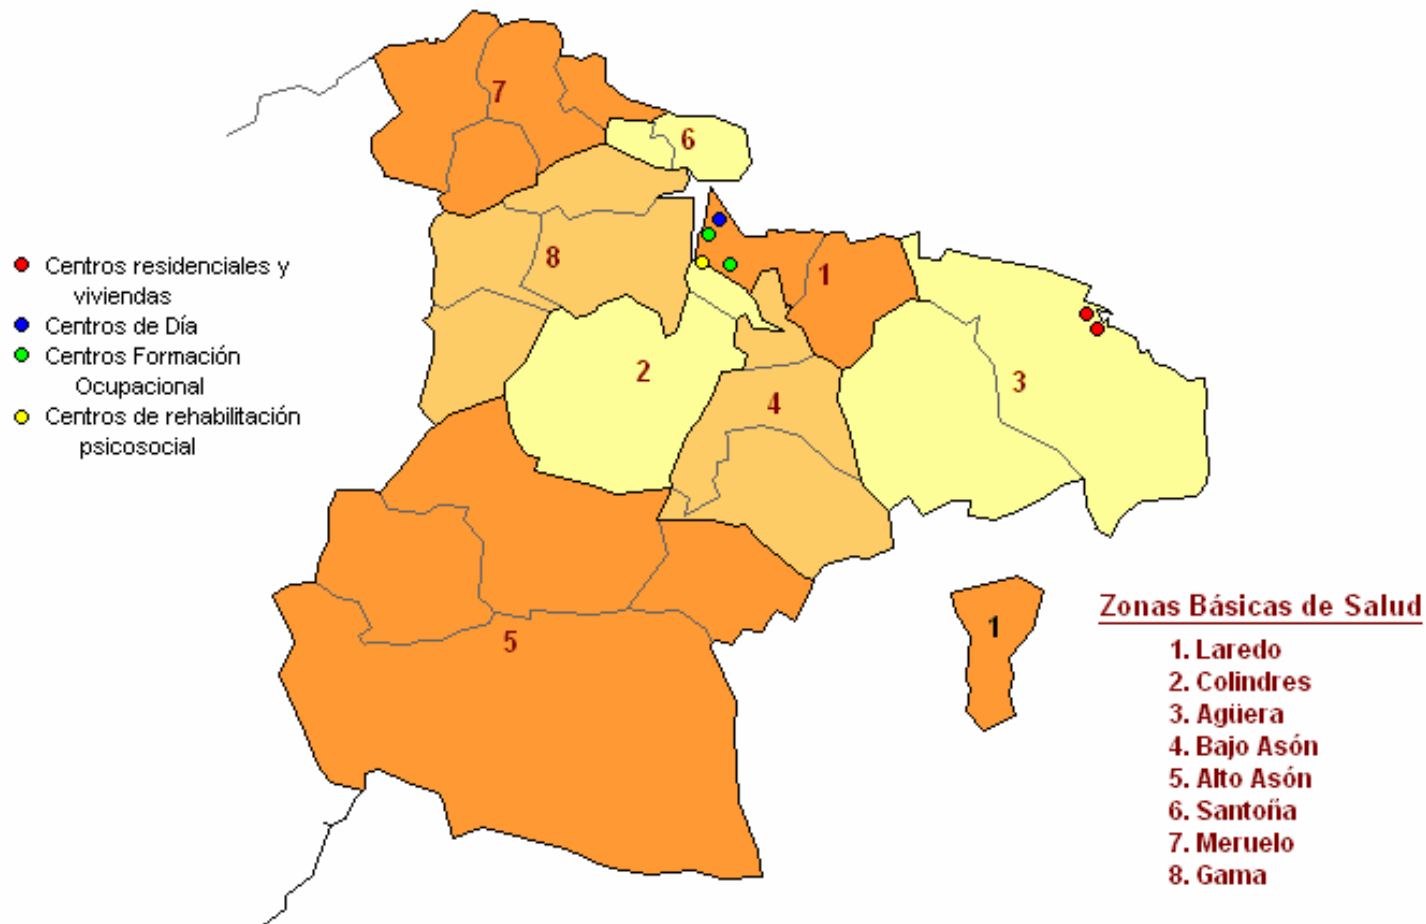 7
6
8
1
2
3
4
5
1
Centros residenciales y
viviendas
Centros de Día
Centros Formación
Ocupacional
Centros de rehabilitación
psicosocial
Zonas Básicas de Salud
1. Laredo
2. Colindres
3. Agüera
4. Bajo Asón
5. Alto Asón
6. Santoña
7. Meruelo
8. Gama